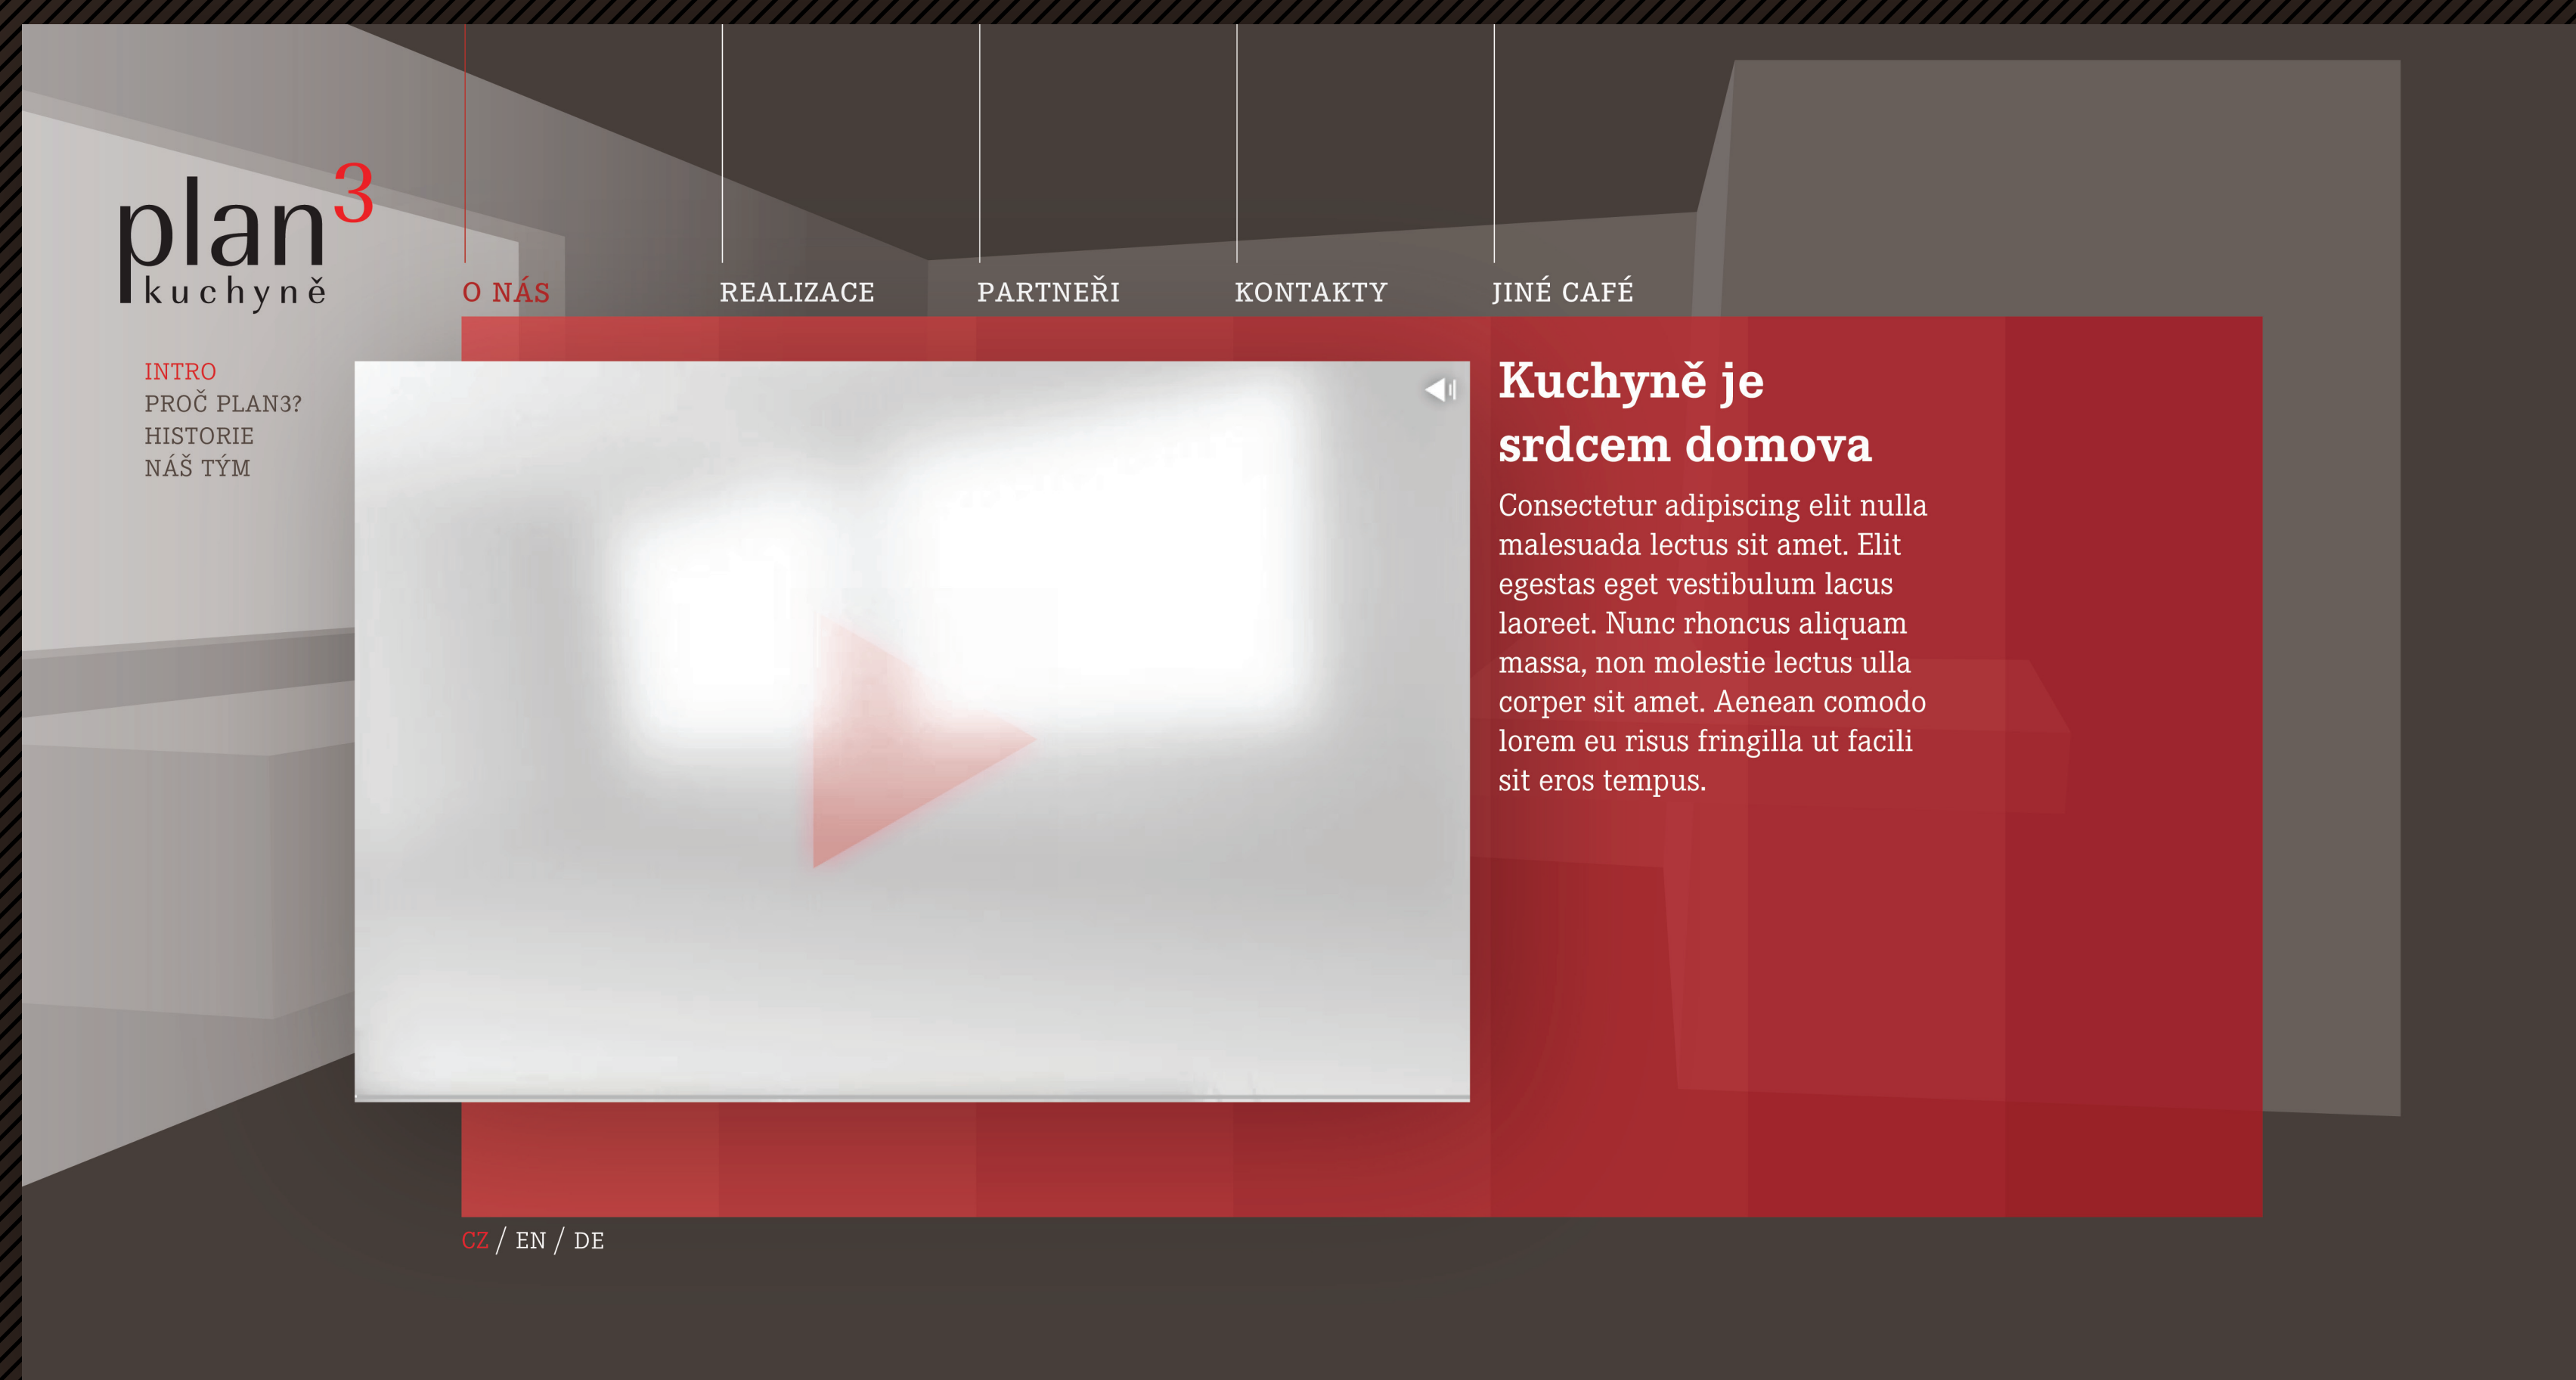 plan3
kuchyně
O NÁS
REALIZACE
PARTNEŘI
KONTAKTY
JINÉ CAFÉ
INTRO
PROČ PLAN3?
HISTORIE
NÁŠ TÝM
Kuchyně je
srdcem domova
Consectetur adipiscing elit nulla
malesuada lectus sit amet. Elit
egestas eget vestibulum lacus
laoreet. Nunc rhoncus aliquam
massa, non molestie lectus ulla
corper sit amet. Aenean comodo
lorem eu risus fringilla ut facili
sit eros tempus.
CZ / EN / DE